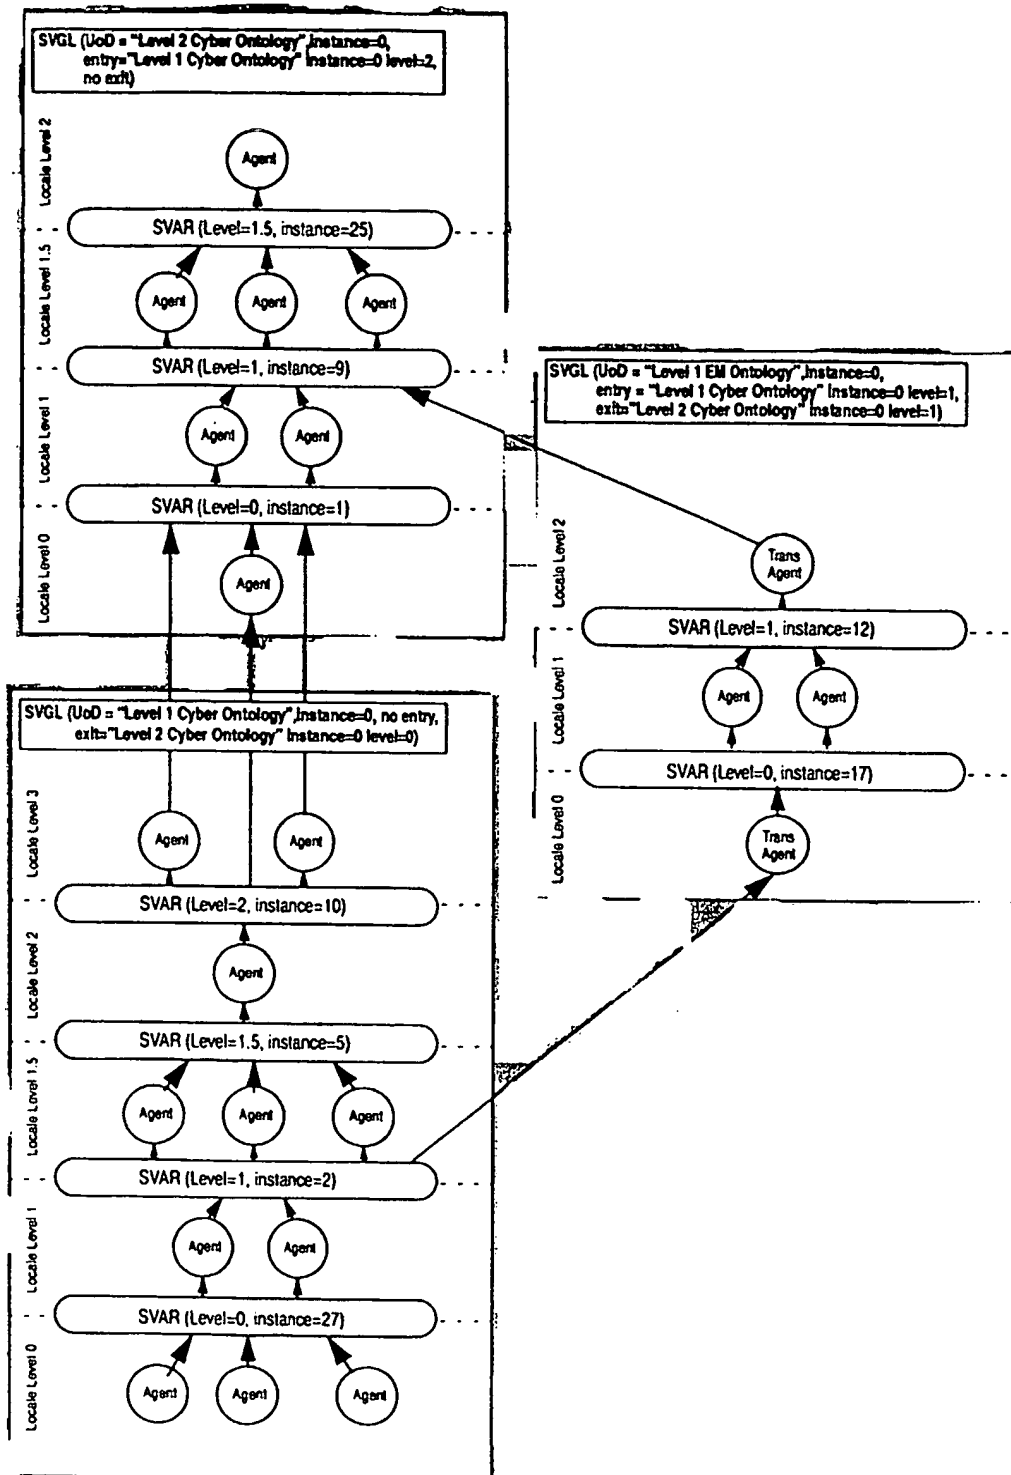 SVGL (UoD = "Level 2 Cyber Ontology",instance=0,
entry="Level 1 Cyber Ontology" instance=0 level=2,
no exit)
Locale Level 2
Agent
SVAR (Level=1.5, instance=25)
Locale Level 1.5
Agent
Agent
Agent
SVAR (Level=1, instance=9)
Locale Level 1
Agent
Agent
SVAR (Level=0, instance=1)
Locale Level 0
Agent
SVGL (UoD = "Level 1 EM Ontology",instance=0,
entry = "Level 1 Cyber Ontology" instance=0 level=1,
exit="Level 2 Cyber Ontology" instance=0 level=1)
Locale Level 2
Trans
Agent
SVAR (Level=1, instance=12)
Locale Level 1
Agent
Agent
SVAR (Level=0, instance=17)
Locale Level 0
Trans
Agent
SVGL (UoD = "Level 1 Cyber Ontology",instance=0, no entry,
exit="Level 2 Cyber Ontology" instance=0 level=0)
Locale Level 3
Agent
Agent
SVAR (Level=2, instance=10)
Locale Level 2
Agent
SVAR (Level=1.5, instance=5)
Locale Level 1.5
Agent
Agent
Agent
SVAR (Level=1, instance=2)
Locale Level 1
Agent
Agent
SVAR (Level=0, instance=27)
Locale Level 0
Agent
Agent
Agent